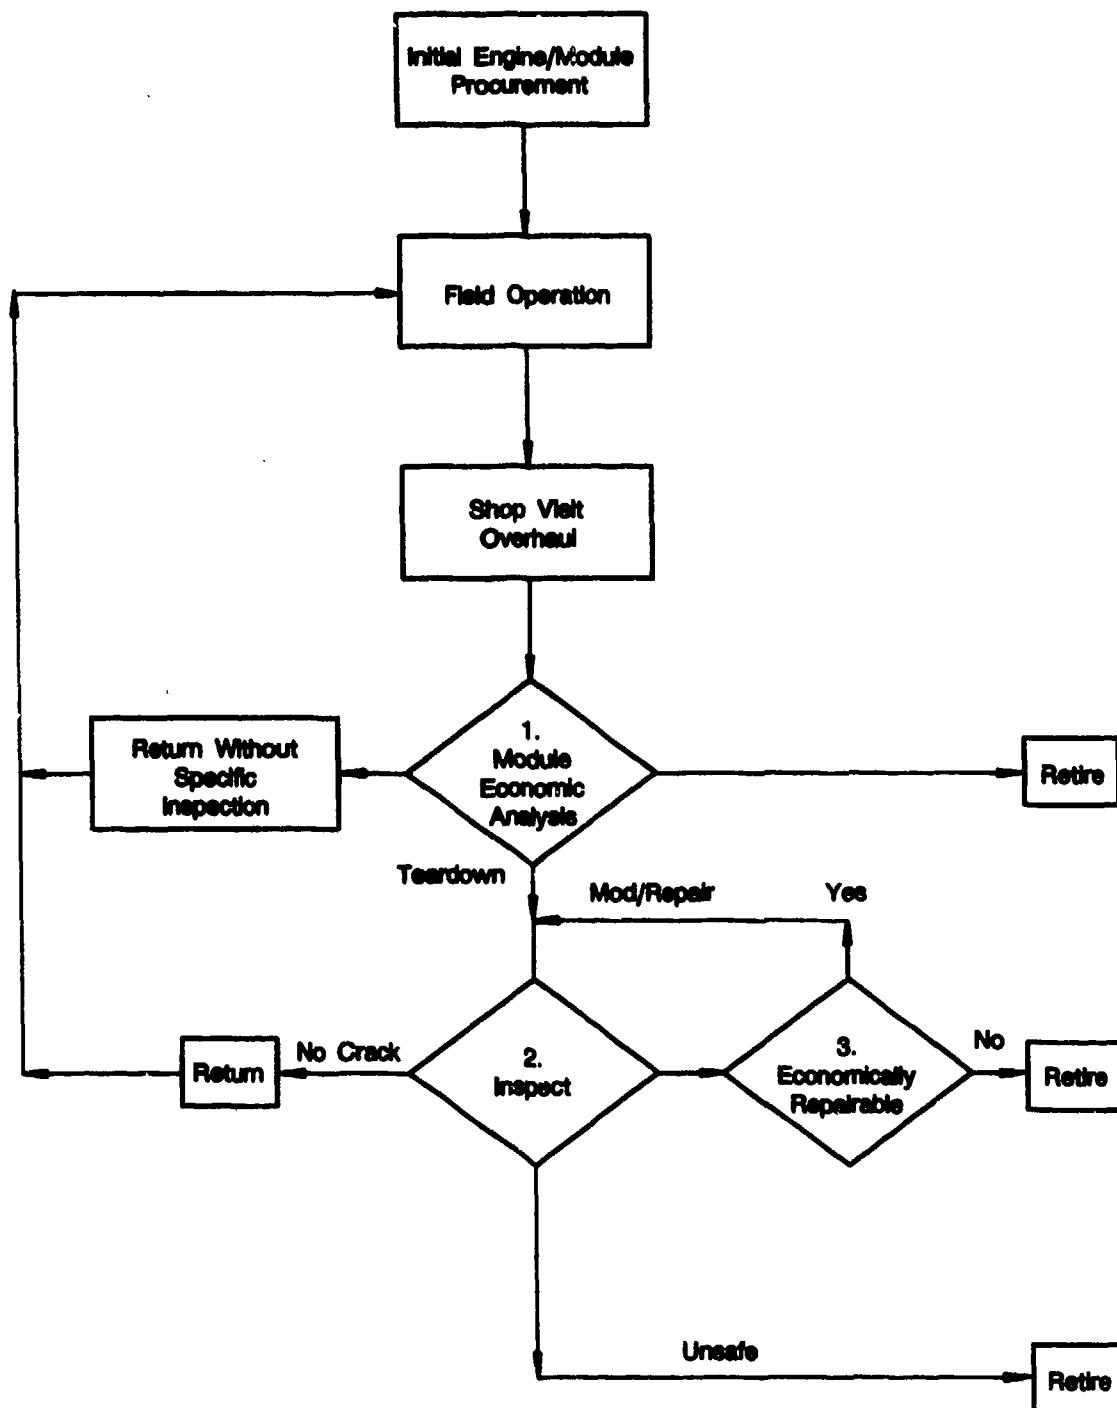 Initial Engine/Module
Procurement
Field Operation
Shop Visit
Overhaul
1.
Module
Economic
Analysis
Return Without
Specific
Inspection
Retire
Teardown
Mod/Repair
Yes
2.
Inspect
No Crack
Return
3.
Economically
Repairable
No
Retire
Unsafe
Retire